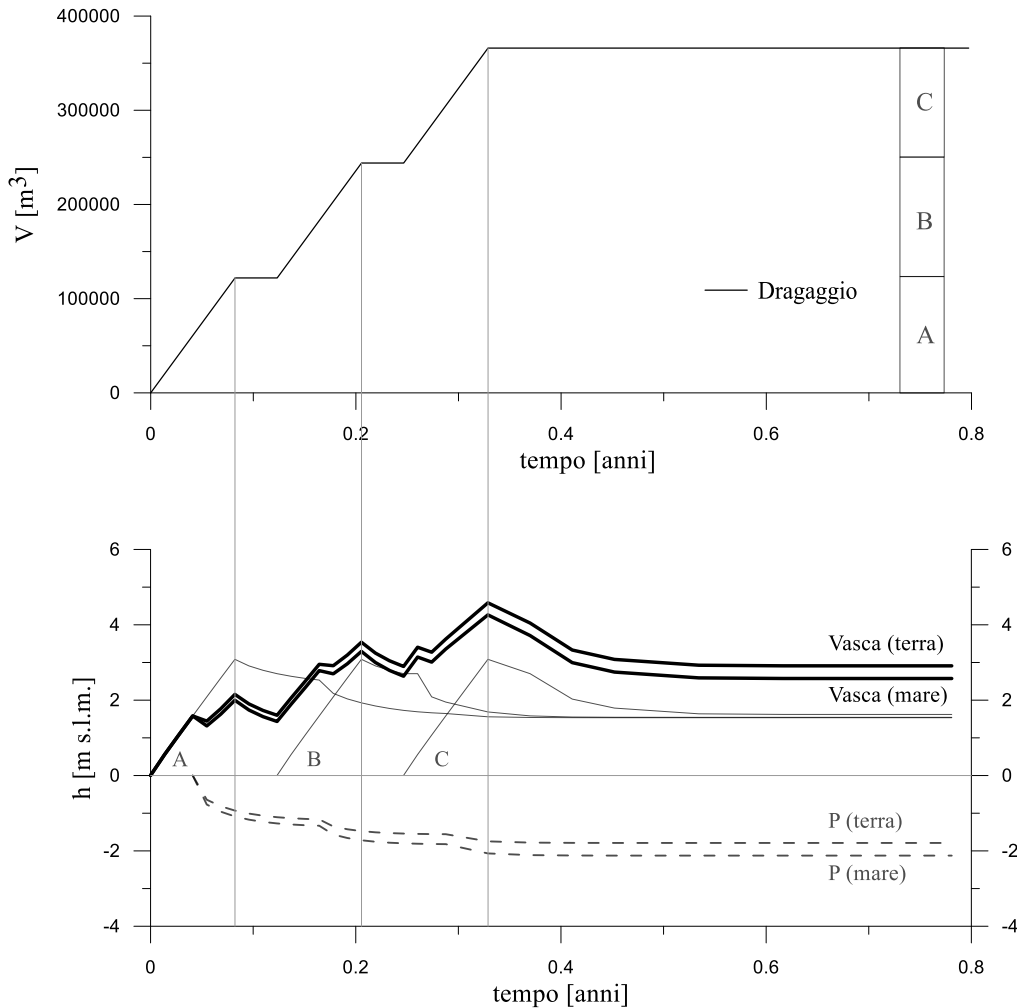 400000
300000
200000
100000
0
V [m³]
C
B
A
Dragaggio
0 0.2 0.4 0.6 0.8
tempo [anni]
6 6
4 4
2 2
0 0
-2 -2
-4 -4
h [m s.l.m.]
Vasca (terra)
Vasca (mare)
A B C
P (terra)
P (mare)
0 0.2 0.4 0.6 0.8
tempo [anni]